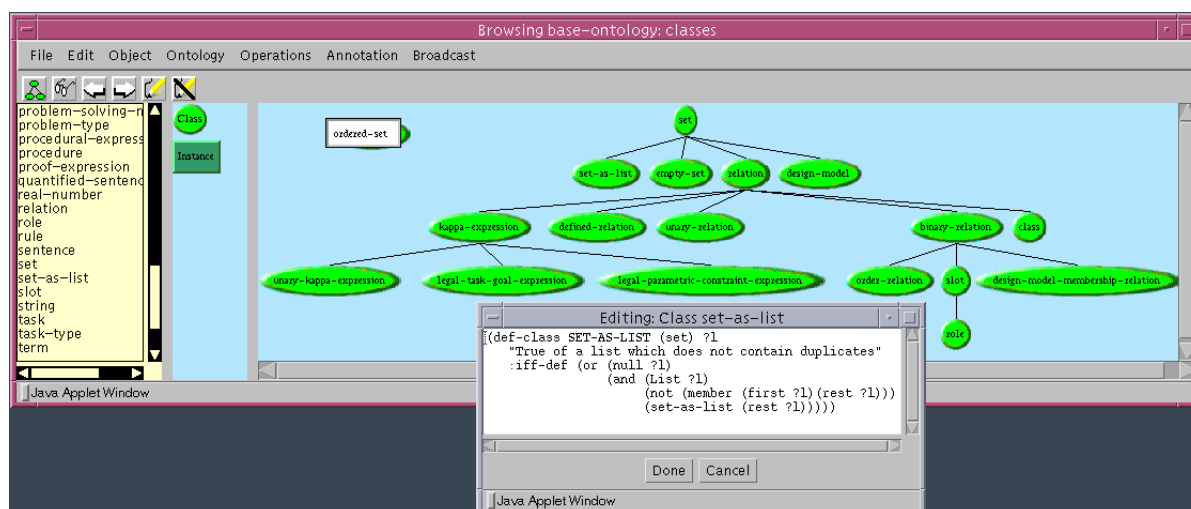 Browsing base-ontology: classes
File Edit Object Ontology Operations Annotation Broadcast
problem-solving-n
problem-type
procedural-express
procedure
proof-expression
quantified-sentenc
real-number
relation
role
rule
sentence
set
set-as-list
slot
string
task
task-type
term
Class
Instance
ordered-set
set
set-as-list empty-set relation design-model
kappa-expression defined-relation unary-relation binary-relation class
unary-kappa-expression legal-task-goal-expression legal-parametric-constraint-expression order-relation slot design-model-membership-relation
role
Java Applet Window
Editing: Class set-as-list
(def-class SET-AS-LIST (set) ?l
"True of a list which does not contain duplicates"
:iff-def (or (null ?l)
(and (List ?l)
(not (member (first ?l)(rest ?l)))
(set-as-list (rest ?l)))))
Done Cancel
Java Applet Window